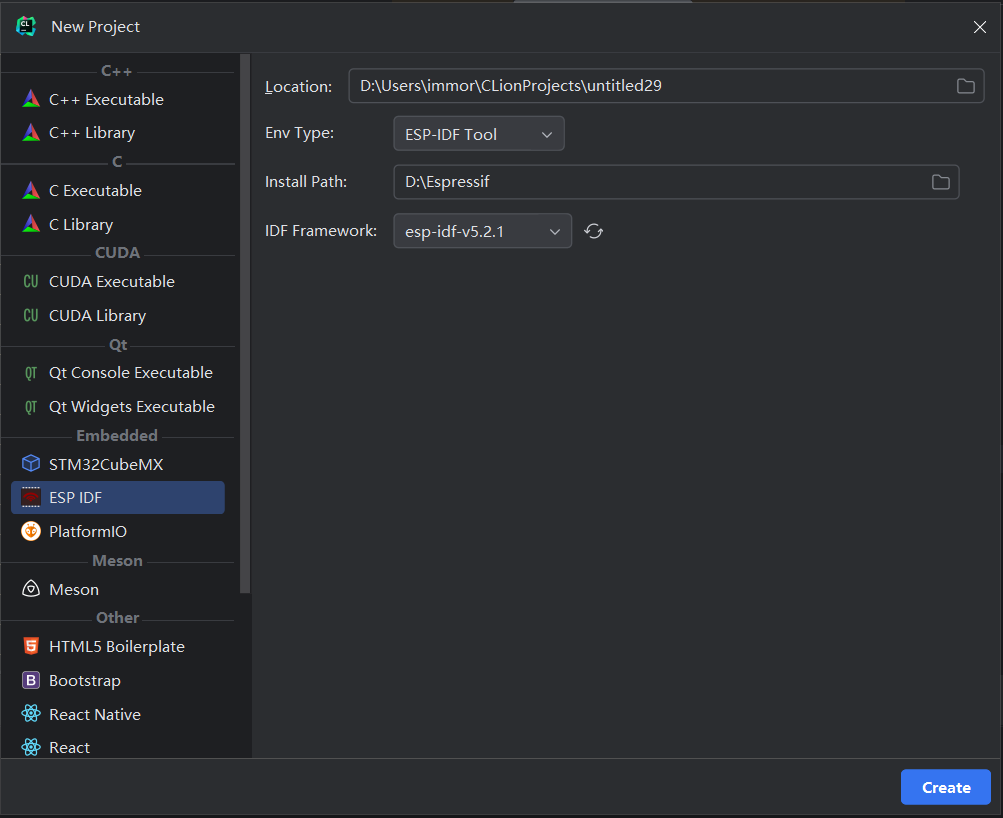 New Project
C++
C++ Executable
C++ Library
C
C Executable
C Library
CUDA
CU CUDA Executable
CU CUDA Library
Qt
QT Qt Console Executable
QT Qt Widgets Executable
Embedded
STM32CubeMX
ESP IDF
PlatformIO
Meson
Meson
Other
HTML5 Boilerplate
B Bootstrap
React Native
React
Location: D:\Users\immor\CLionProjects\untitled29
Env Type: ESP-IDF Tool
Install Path: D:\Espressif
IDF Framework: esp-idf-v5.2.1
Create